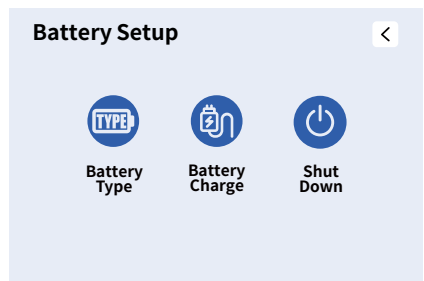 Battery Setup
TYPE
Battery
Type
Battery
Charge
Shut
Down